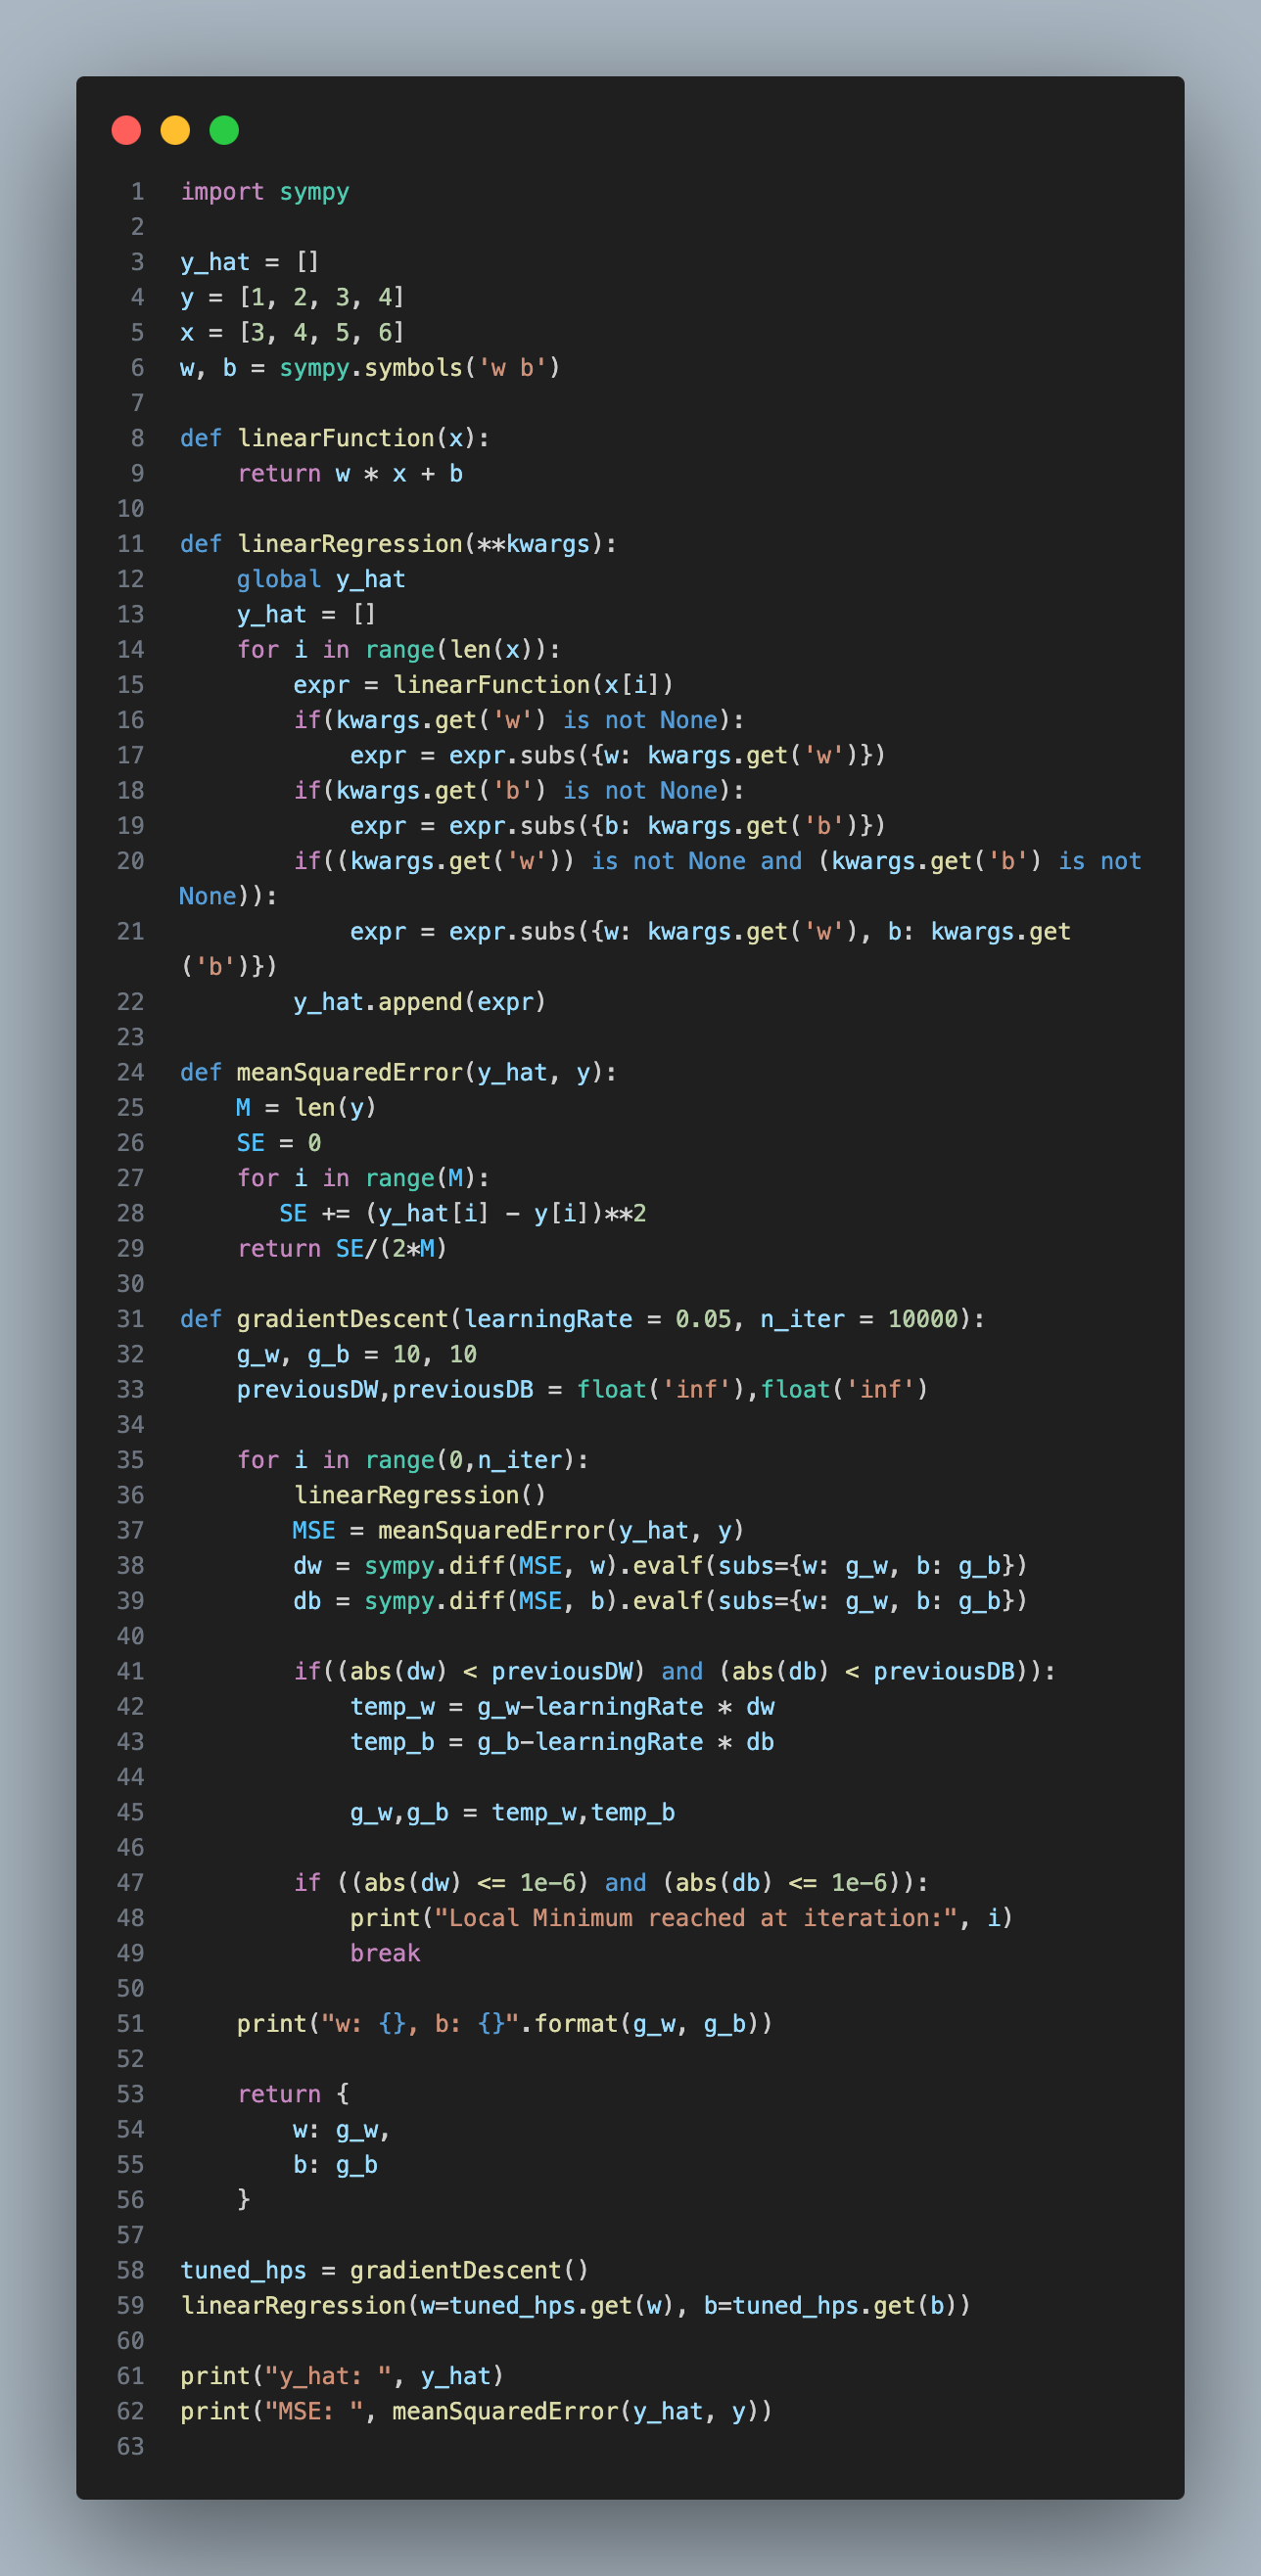 1 import sympy
2
3 y_hat = []
4 y = [1, 2, 3, 4]
5 x = [3, 4, 5, 6]
6 w, b = sympy.symbols('w b')
7
8 def linearFunction(x):
9     return w * x + b
10
11 def linearRegression(**kwargs):
12     global y_hat
13     y_hat = []
14     for i in range(len(x)):
15         expr = linearFunction(x[i])
16         if(kwargs.get('w') is not None):
17             expr = expr.subs({w: kwargs.get('w')})
18         if(kwargs.get('b') is not None):
19             expr = expr.subs({b: kwargs.get('b')})
20         if((kwargs.get('w')) is not None and (kwargs.get('b') is not
None)):
21             expr = expr.subs({w: kwargs.get('w'), b: kwargs.get
('b')})
22         y_hat.append(expr)
23
24 def meanSquaredError(y_hat, y):
25     M = len(y)
26     SE = 0
27     for i in range(M):
28        SE += (y_hat[i] - y[i])**2
29     return SE/(2*M)
30
31 def gradientDescent(learningRate = 0.05, n_iter = 10000):
32     g_w, g_b = 10, 10
33     previousDW,previousDB = float('inf'),float('inf')
34
35     for i in range(0,n_iter):
36         linearRegression()
37         MSE = meanSquaredError(y_hat, y)
38         dw = sympy.diff(MSE, w).evalf(subs={w: g_w, b: g_b})
39         db = sympy.diff(MSE, b).evalf(subs={w: g_w, b: g_b})
40
41         if((abs(dw) < previousDW) and (abs(db) < previousDB)):
42             temp_w = g_w-learningRate * dw
43             temp_b = g_b-learningRate * db
44
45             g_w,g_b = temp_w,temp_b
46
47         if ((abs(dw) <= 1e-6) and (abs(db) <= 1e-6)):
48             print("Local Minimum reached at iteration:", i)
49             break
50
51     print("w: {}, b: {}".format(g_w, g_b))
52
53     return {
54         w: g_w,
55         b: g_b
56     }
57
58 tuned_hps = gradientDescent()
59 linearRegression(w=tuned_hps.get(w), b=tuned_hps.get(b))
60
61 print("y_hat: ", y_hat)
62 print("MSE: ", meanSquaredError(y_hat, y))
63